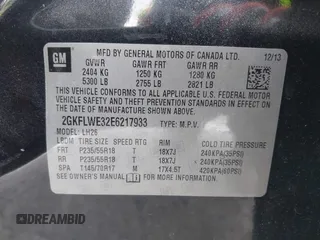 GM
MFD BY GENERAL MOTORS OF CANADA LTD.
12/13
GVWR GAWR FRT GAWR RR
2404 KG 1250 KG 1280 KG
5300 LB 2755 LB 2821 LB
THIS VEHICLE CONFORMS TO ALL APPLICABLE U.S.
FEDERAL MOTOR VEHICLE SAFETY AND THEFT
PREVENTION STANDARDS IN EFFECT ON THE DATE OF
MANUFACTURE SHOWN ABOVE.
2GKFLWE32E6217933
TYPE: M.P.V.
MODEL: LH26
TIRE SIZE SPEED RTG RIM COLD TIRE PRESSURE
FRT P235/55R18 T 18X7J 240KPA(35PSI)
RR P235/55R18 T 18X7J 240KPA(35PSI)
SPA T145/70R17 M 17X4.5T 420KPA(60PSI)
DREAMBID